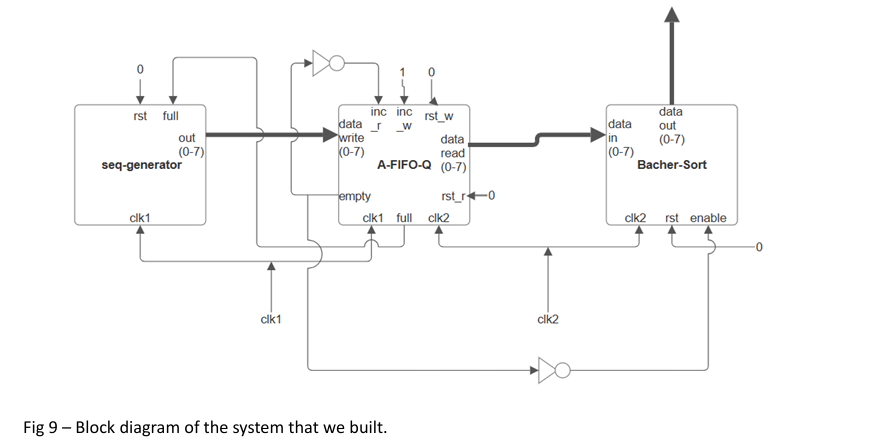 0
1 0
rst full
out
(0-7)
seq-generator
clk1
inc inc rst_w
_r _w
data
write
(0-7)
data
read
(0-7)
A-FIFO-Q
empty
rst_r
0
clk1 full clk2
data
in
(0-7)
data
out
(0-7)
Bacher-Sort
clk2 rst enable
0
clk1
clk2
Fig 9 – Block diagram of the system that we built.